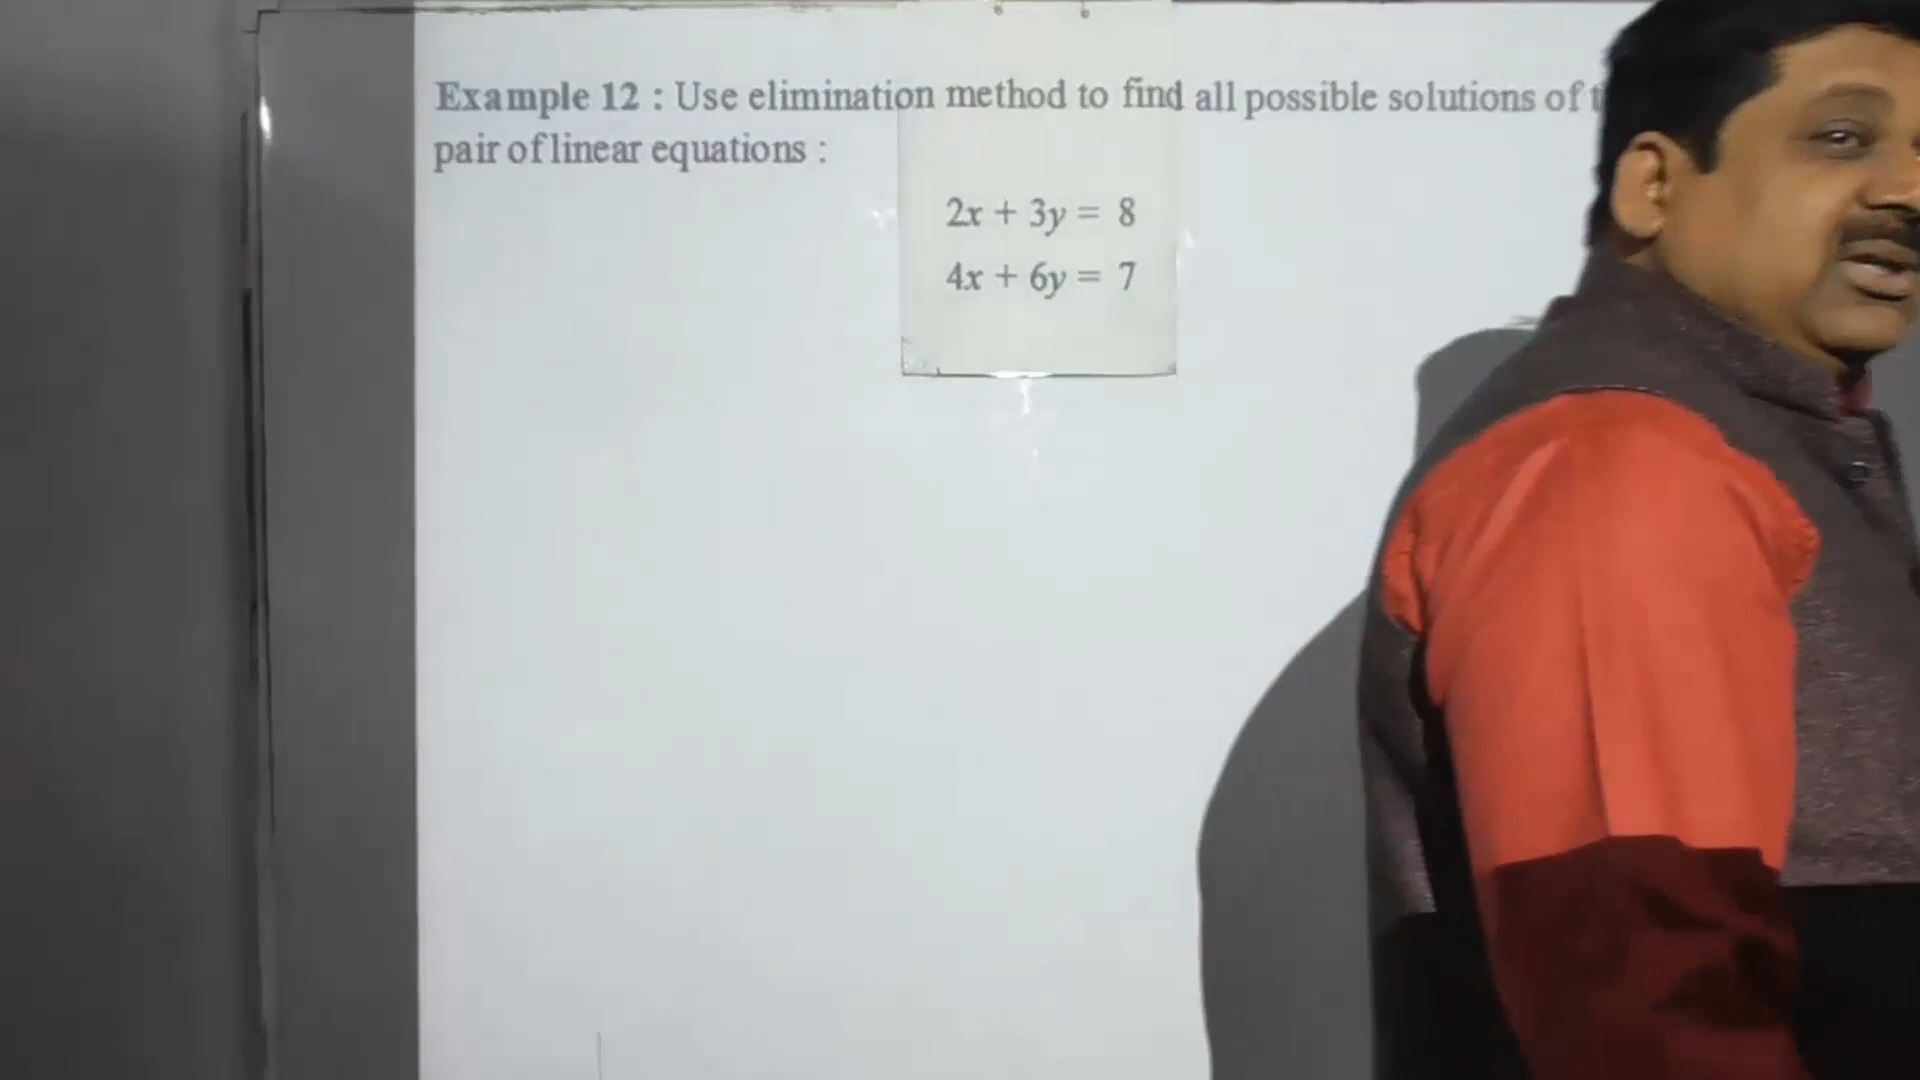 Example 12 : Use elimination method to find all possible solutions of
pair of linear equations :
2x + 3y = 8
4x + 6y = 7